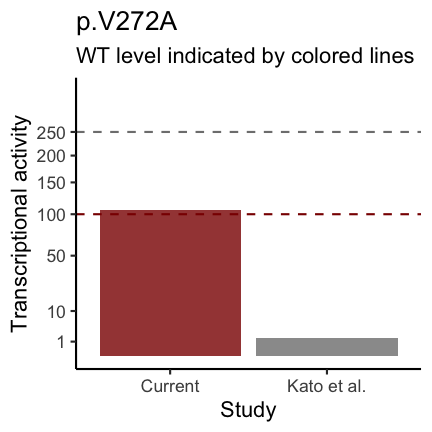 p.V272A
WT level indicated by colored lines
Transcriptional activity
250
200
150
100
50
10
1
Current
Kato et al.
Study